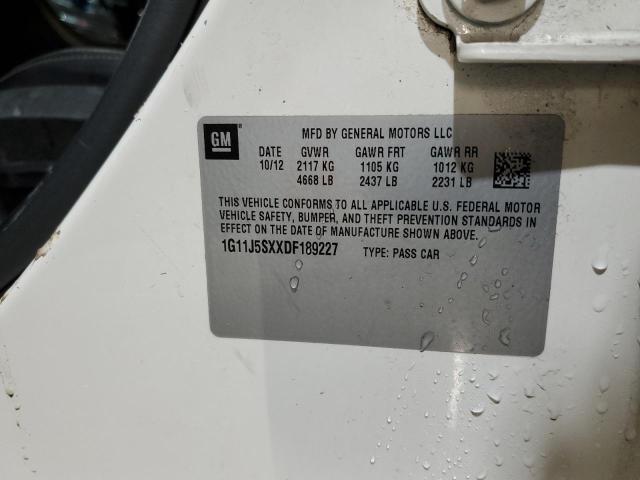 GM
MFD BY GENERAL MOTORS LLC
DATE GVWR GAWR FRT GAWR RR
10/12 2117 KG 1105 KG 1012 KG
4668 LB 2437 LB 2231 LB
THIS VEHICLE CONFORMS TO ALL APPLICABLE U.S. FEDERAL MOTOR
VEHICLE SAFETY, BUMPER, AND THEFT PREVENTION STANDARDS IN
EFFECT ON THE DATE OF MANUFACTURE SHOWN ABOVE.
1G11J5SXXDF189227 TYPE: PASS CAR